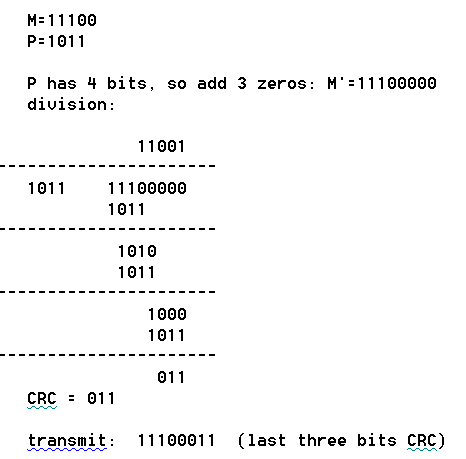 M=11100
P=1011
P has 4 bits, so add 3 zeros: M'=11100000
division:
11001
----------------------
1011 11100000
1011
----------------------
1010
1011
----------------------
1000
1011
----------------------
011
CRC = 011
transmit: 11100011 (last three bits CRC)